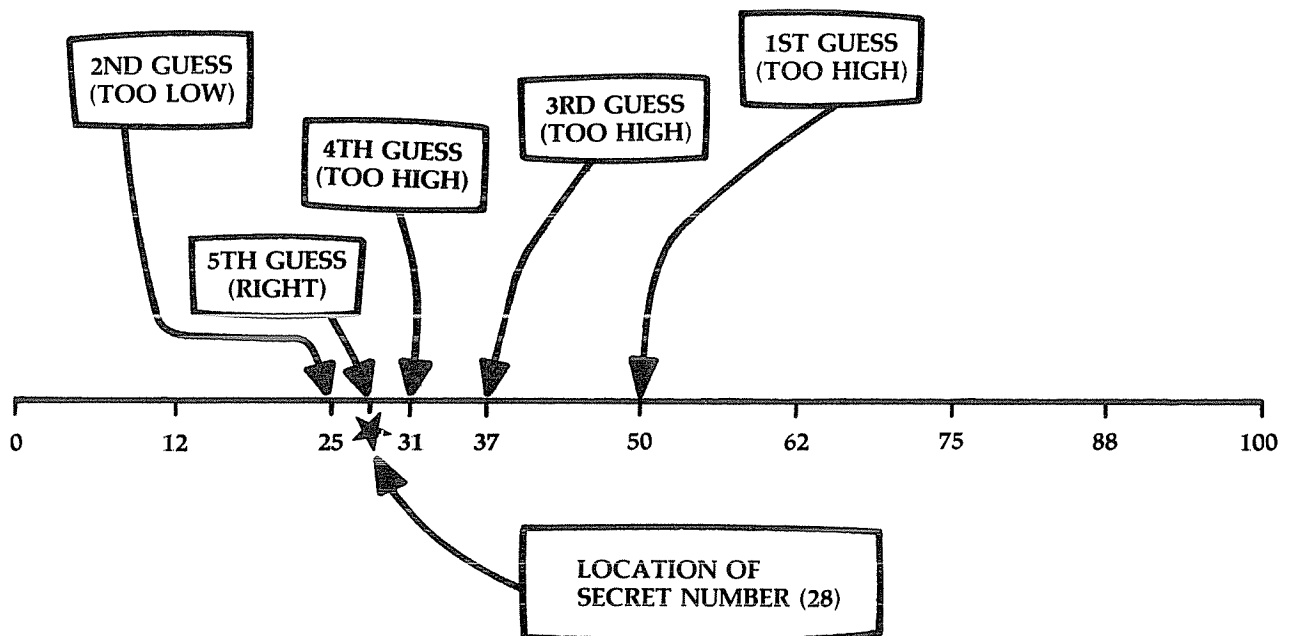 1ST GUESS
(TOO HIGH)
2ND GUESS
(TOO LOW)
3RD GUESS
(TOO HIGH)
4TH GUESS
(TOO HIGH)
5TH GUESS
(RIGHT)
0 12 25 31 37 50 62 75 88 100
LOCATION OF
SECRET NUMBER (28)